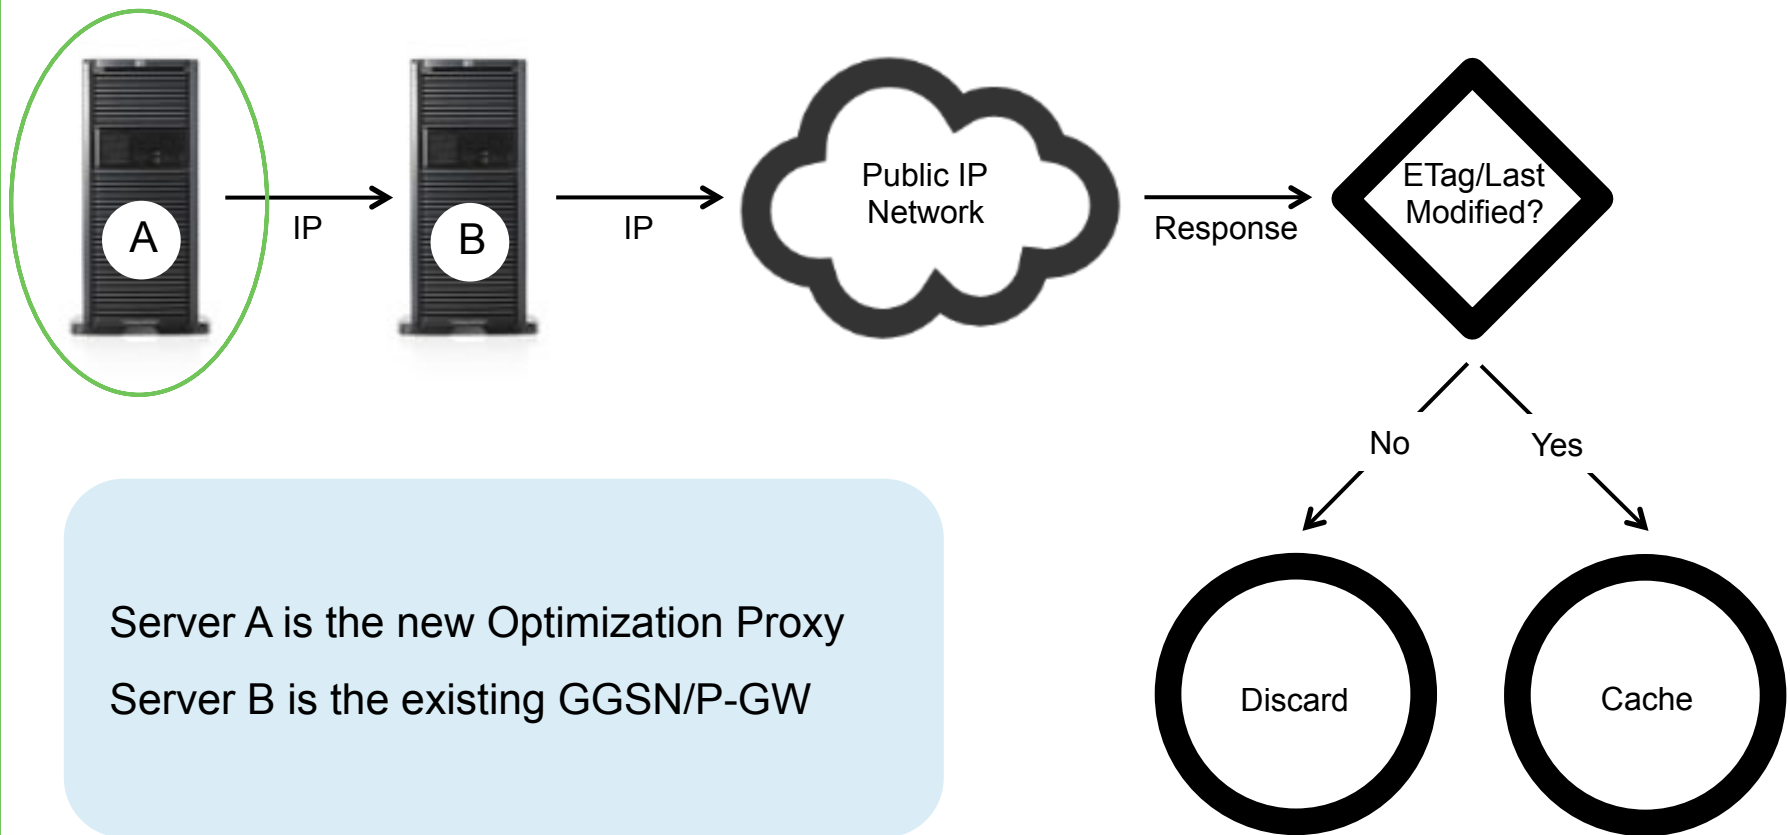 A
IP
B
IP
Public IP
Network
Response
ETag/Last
Modified?
No
Yes
Server A is the new Optimization Proxy
Server B is the existing GGSN/P-GW
Discard
Cache